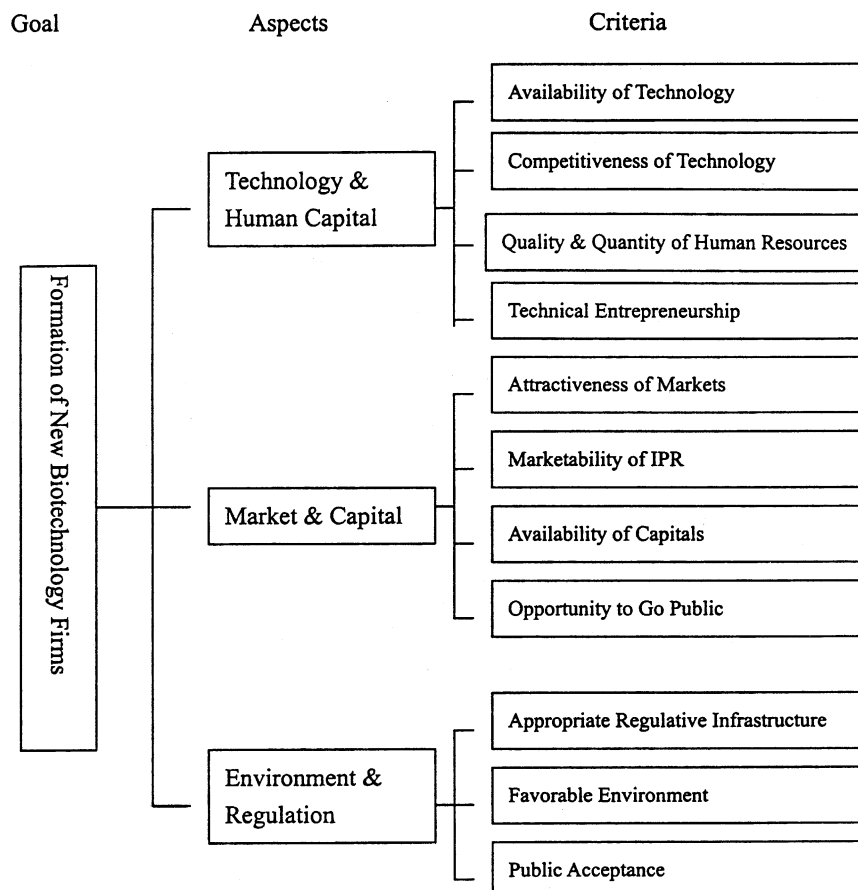 Goal Aspects Criteria
Formation of New Biotechnology Firms
Technology &
Human Capital
Availability of Technology
Competitiveness of Technology
Quality & Quantity of Human Resources
Technical Entrepreneurship
Market & Capital
Attractiveness of Markets
Marketability of IPR
Availability of Capitals
Opportunity to Go Public
Environment &
Regulation
Appropriate Regulative Infrastructure
Favorable Environment
Public Acceptance